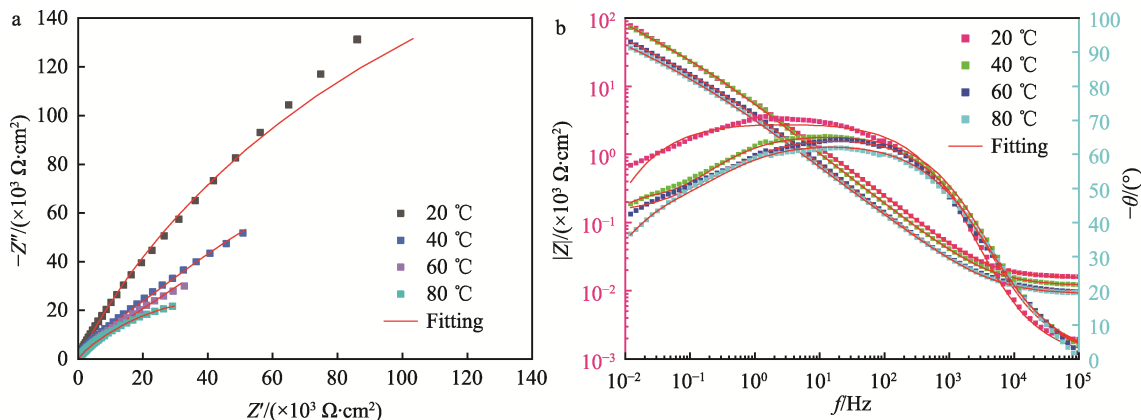 a
140
120
100
80
60
40
20
0
−Z″/(×10³ Ω·cm²)
20 ℃
40 ℃
60 ℃
80 ℃
Fitting
0 20 40 60 80 100 120 140
Z′/(×10³ Ω·cm²)
b
10² 100
90
10¹ 80
70
10⁰ 60
50
10⁻¹ 40
30
10⁻² 20
10
10⁻³ 0
|Z|/(×10³ Ω·cm²)
−θ/(°)
20 ℃
40 ℃
60 ℃
80 ℃
Fitting
10⁻² 10⁻¹ 10⁰ 10¹ 10² 10³ 10⁴ 10⁵
f/Hz